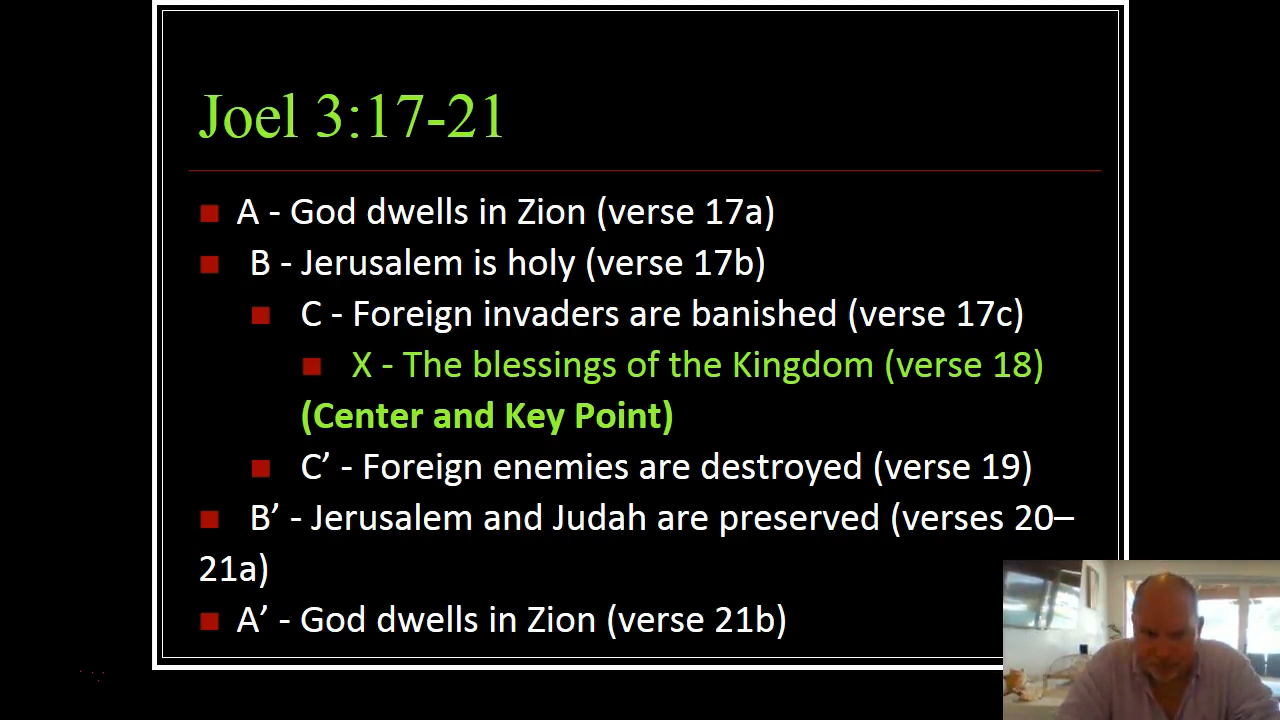 Joel 3:17-21
A - God dwells in Zion (verse 17a)
B - Jerusalem is holy (verse 17b)
C - Foreign invaders are banished (verse 17c)
X - The blessings of the Kingdom (verse 18)
(Center and Key Point)
C’ - Foreign enemies are destroyed (verse 19)
B’ - Jerusalem and Judah are preserved (verses 20–
21a)
A’ - God dwells in Zion (verse 21b)